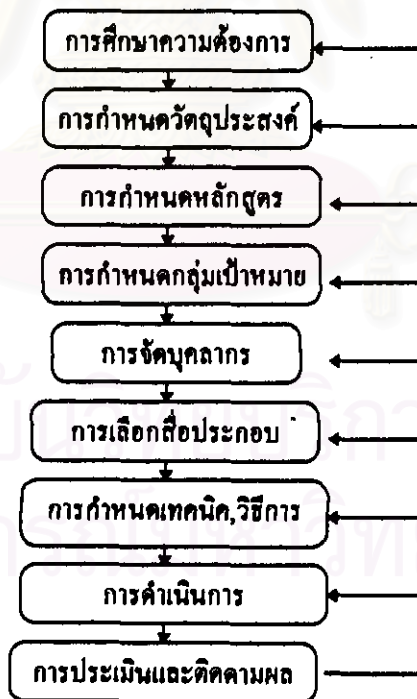 การศึกษาความต้องการ
การกำหนดวัตถุประสงค์
การกำหนดหลักสูตร
การกำหนดกลุ่มเป้าหมาย
การจัดบุคลากร
การเลือกสื่อประกอบ
การกำหนดเทคนิค,วิธีการ
การดำเนินการ
การประเมินและติดตามผล